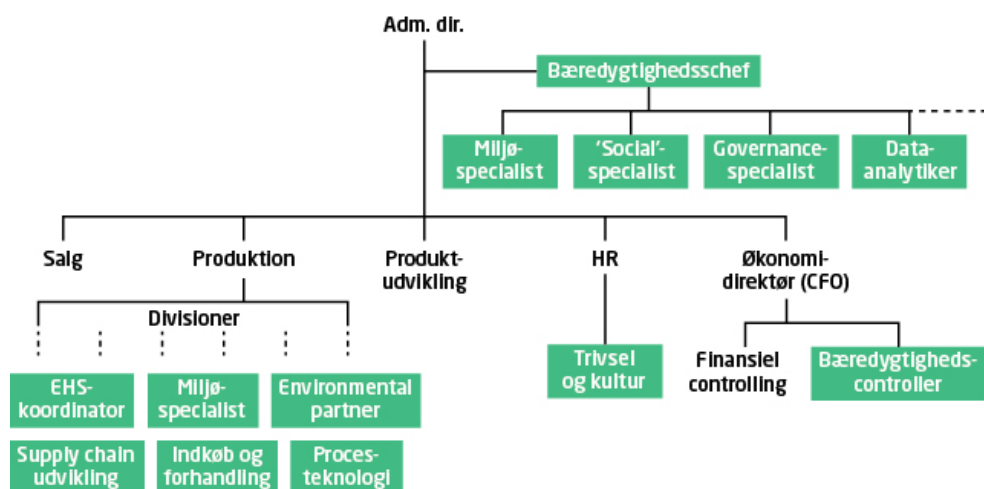 Adm. dir.
Bæredygtighedsschef
Miljø-
specialist
'Social'-
specialist
Governance-
specialist
Data-
analytiker
Salg
Produktion
Produkt-
udvikling
HR
Økonomi-
direktør (CFO)
Divisioner
Trivsel
og kultur
Finansiel
controlling
Bæredygtigheds-
controller
EHS-
koordinator
Miljø-
specialist
Environmental
partner
Supply chain
udvikling
Indkøb og
forhandling
Proces-
teknologi